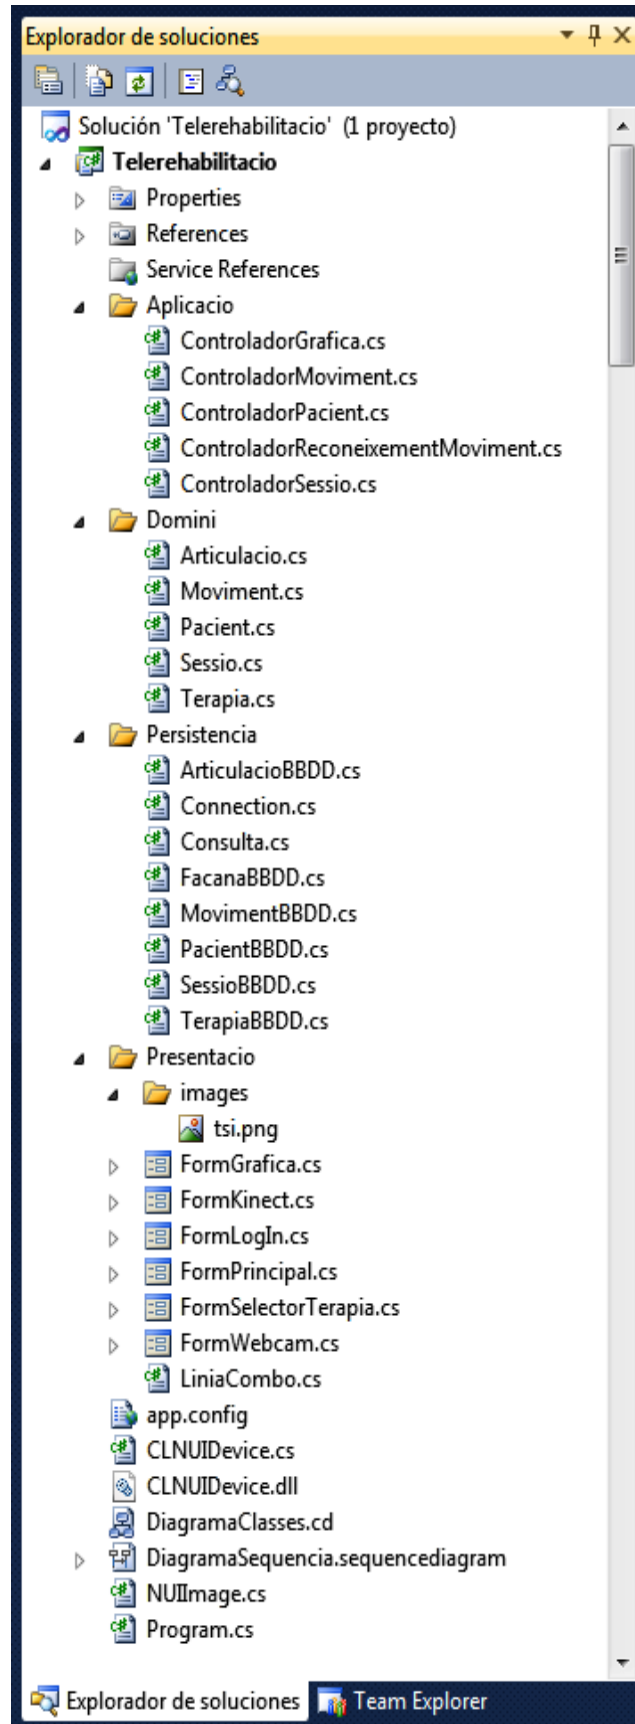 Explorador de soluciones
Solución 'Telerehabilitacio' (1 proyecto)
Telerehabilitacio
Properties
References
Service References
Aplicacio
ControladorGrafica.cs
ControladorMoviment.cs
ControladorPacient.cs
ControladorReconeixementMoviment.cs
ControladorSessio.cs
Domini
Articulacio.cs
Moviment.cs
Pacient.cs
Sessio.cs
Terapia.cs
Persistencia
ArticulacioBBDD.cs
Connection.cs
Consulta.cs
FacanaBBDD.cs
MovimentBBDD.cs
PacientBBDD.cs
SessioBBDD.cs
TerapiaBBDD.cs
Presentacio
images
tsi.png
FormGrafica.cs
FormKinect.cs
FormLogIn.cs
FormPrincipal.cs
FormSelectorTerapia.cs
FormWebcam.cs
LiniaCombo.cs
app.config
CLNUIDevice.cs
CLNUIDevice.dll
DiagramaClasses.cd
DiagramaSequencia.sequencediagram
NUIImage.cs
Program.cs
Explorador de soluciones Team Explorer